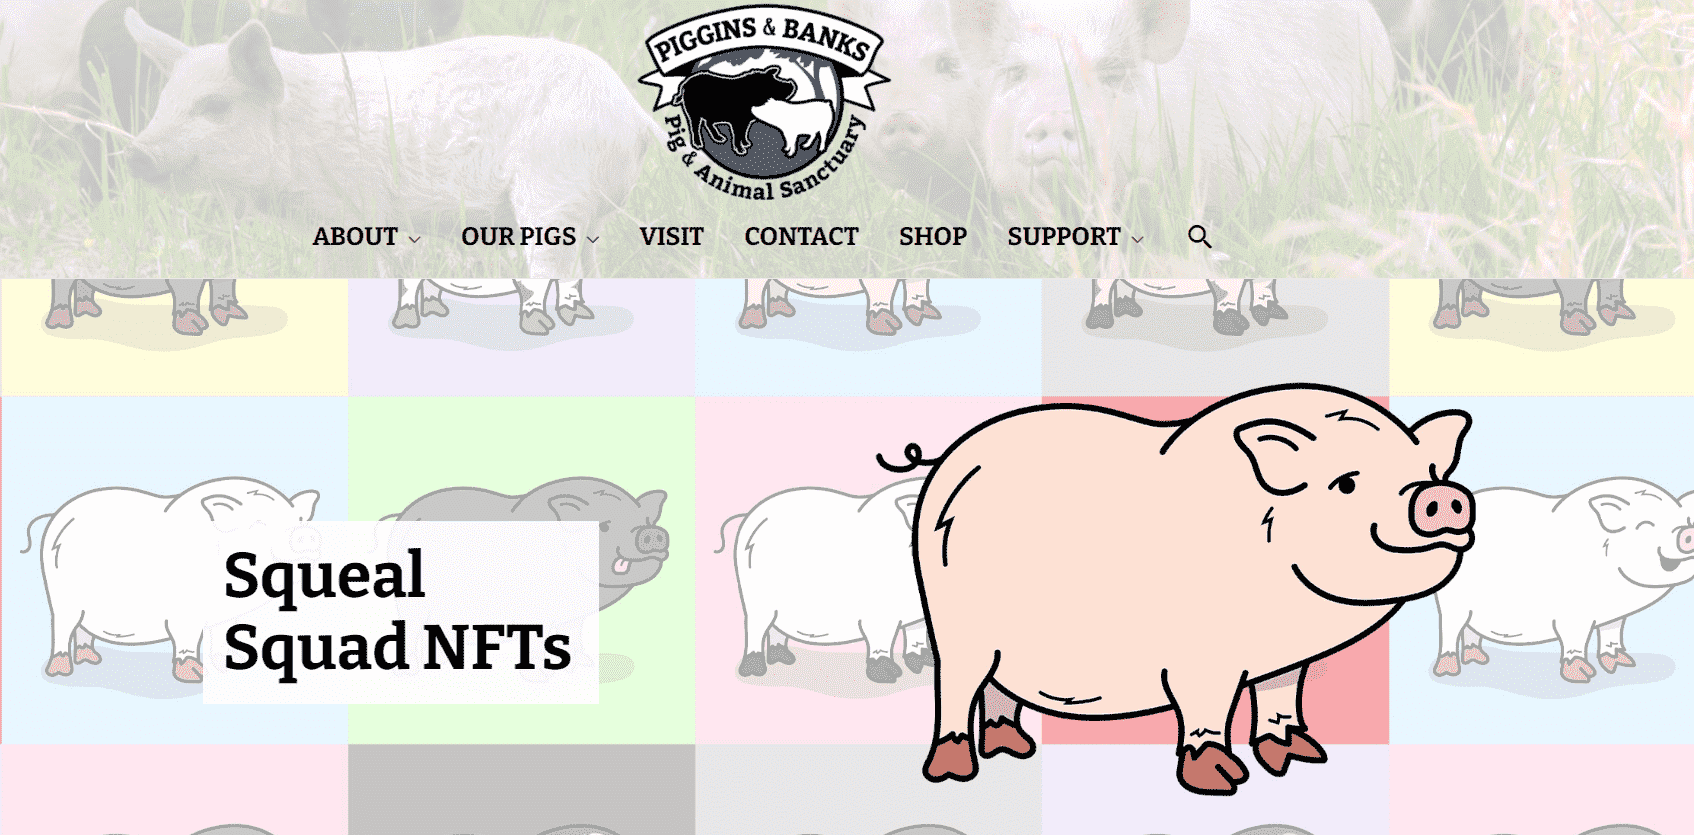 PIGGINS & BANKS
Pig & Animal Sanctuary
ABOUT OUR PIGS VISIT CONTACT SHOP SUPPORT
Squeal
Squad NFTs